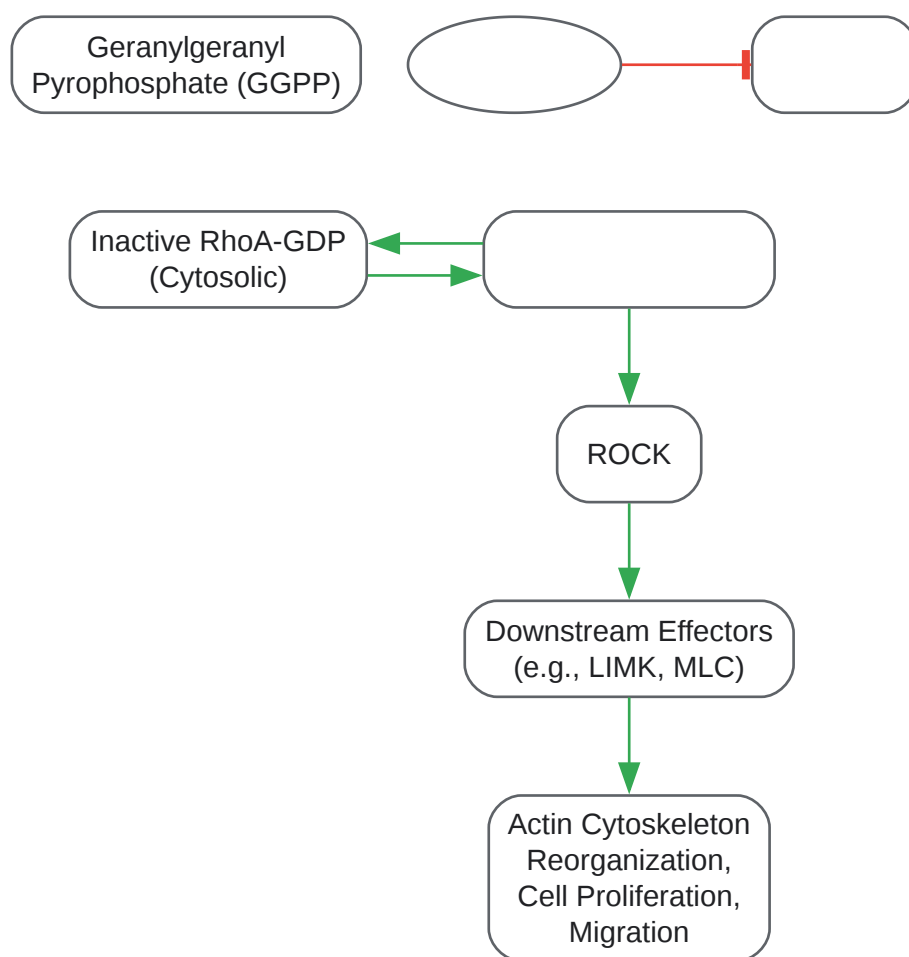 Geranylgeranyl
Pyrophosphate (GGPP)
Inactive RhoA-GDP
(Cytosolic)
ROCK
Downstream Effectors
(e.g., LIMK, MLC)
Actin Cytoskeleton
Reorganization,
Cell Proliferation,
Migration